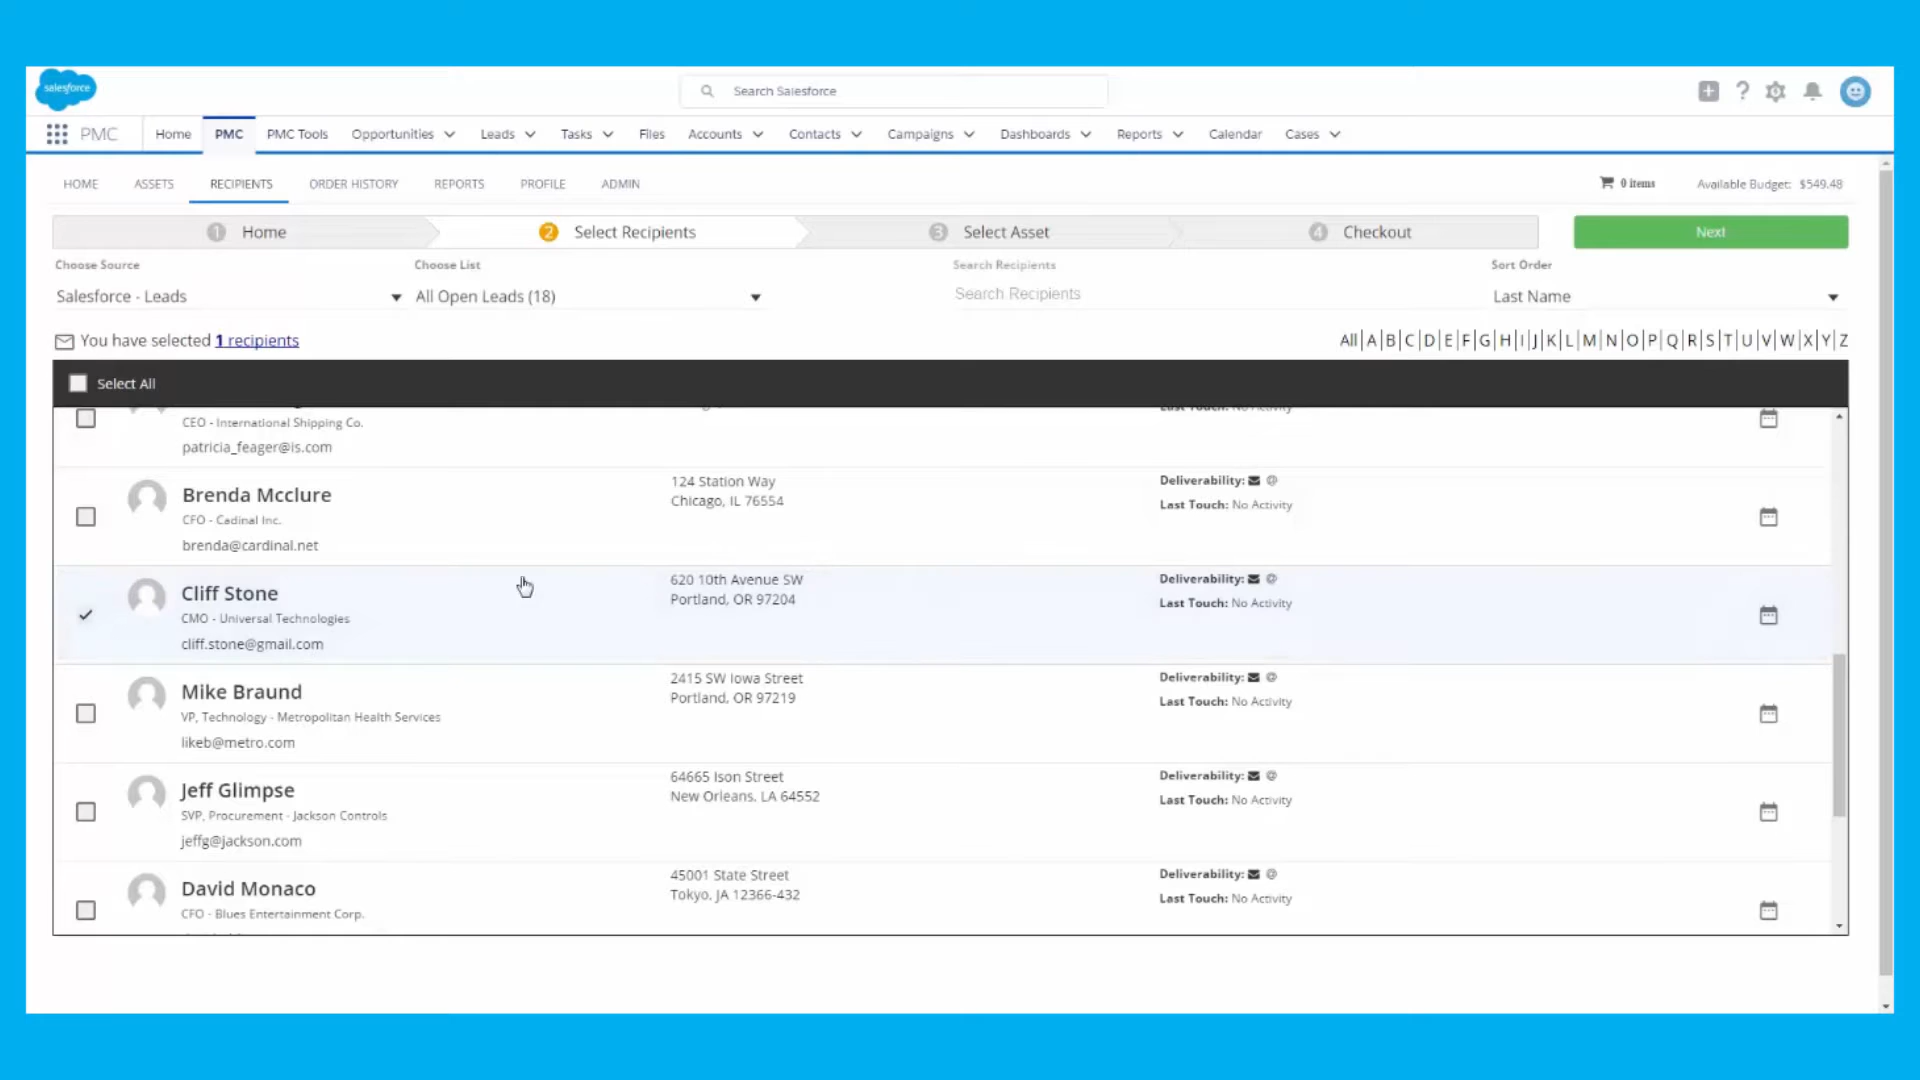 salesforce
Search Salesforce
PMC Home PMC PMC Tools Opportunities Leads Tasks Files Accounts Contacts Campaigns Dashboards Reports Calendar Cases
HOME ASSETS RECIPIENTS ORDER HISTORY REPORTS PROFILE ADMIN 0 items Available Budget: $549.48
1 Home 2 Select Recipients 3 Select Asset 4 Checkout Next
Choose Source Choose List Search Recipients Sort Order
Salesforce - Leads All Open Leads (18) Search Recipients Last Name
You have selected 1 recipients All|A|B|C|D|E|F|G|H|I|J|K|L|M|N|O|P|Q|R|S|T|U|V|W|X|Y|Z
Select All
Last Touch: No Activity
CEO - International Shipping Co.
patricia_feager@is.com
Brenda Mcclure
CFO - Cadinal Inc.
brenda@cardinal.net
124 Station Way
Chicago, IL 76554
Deliverability:
Last Touch: No Activity
Cliff Stone
CMO - Universal Technologies
cliff.stone@gmail.com
620 10th Avenue SW
Portland, OR 97204
Deliverability:
Last Touch: No Activity
Mike Braund
VP, Technology - Metropolitan Health Services
likeb@metro.com
2415 SW Iowa Street
Portland, OR 97219
Deliverability:
Last Touch: No Activity
Jeff Glimpse
SVP, Procurement - Jackson Controls
jeffg@jackson.com
64665 Ison Street
New Orleans, LA 64552
Deliverability:
Last Touch: No Activity
David Monaco
CFO - Blues Entertainment Corp.
45001 State Street
Tokyo, JA 12366-432
Deliverability:
Last Touch: No Activity